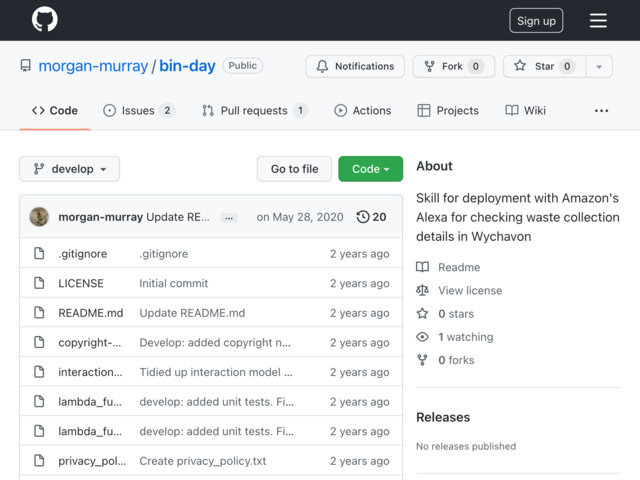 Sign up
morgan-murray / bin-day Public
Notifications Fork 0 Star 0
Code Issues 2 Pull requests 1 Actions Projects Wiki ...
develop Go to file Code
About
Skill for deployment with Amazon's
Alexa for checking waste collection
details in Wychavon
morgan-murray Update RE... ... on May 28, 2020 20
.gitignore .gitignore 2 years ago
LICENSE Initial commit 2 years ago
README.md Update README.md 2 years ago
copyright-... Develop: added copyright n... 2 years ago
interaction... Tidied up interaction model ... 2 years ago
lambda_fu... develop: added unit tests. Fi... 2 years ago
lambda_fu... develop: added unit tests. Fi... 2 years ago
privacy_pol... Create privacy_policy.txt 2 years ago
Readme
View license
0 stars
1 watching
0 forks
Releases
No releases published